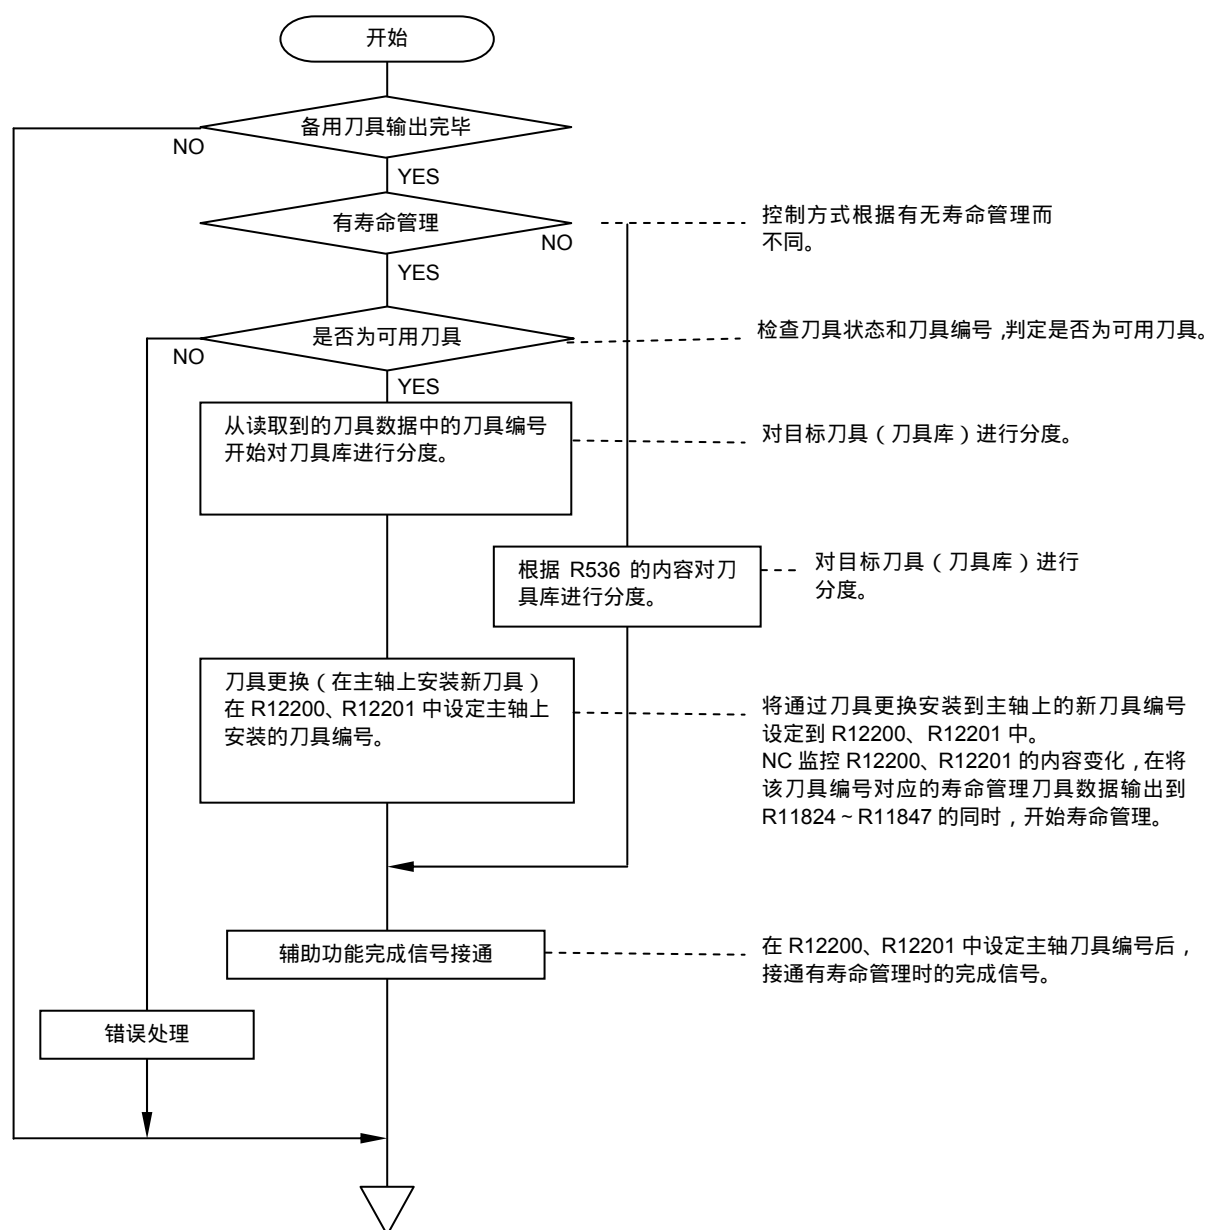 开始
备用刀具输出完毕
NO
YES
有寿命管理
NO
控制方式根据有无寿命管理而
不同。
YES
是否为可用刀具
NO
检查刀具状态和刀具编号,判定是否为可用刀具。
YES
从读取到的刀具数据中的刀具编号
开始对刀具库进行分度。
对目标刀具(刀具库)进行分度。
根据 R536 的内容对刀
具库进行分度。
对目标刀具(刀具库)进行
分度。
刀具更换(在主轴上安装新刀具)
在 R12200、R12201 中设定主轴上
安装的刀具编号。
将通过刀具更换安装到主轴上的新刀具编号
设定到 R12200、R12201 中。
NC 监控 R12200、R12201 的内容变化,在将
该刀具编号对应的寿命管理刀具数据输出到
R11824~R11847 的同时,开始寿命管理。
辅助功能完成信号接通
在 R12200、R12201 中设定主轴刀具编号后,
接通有寿命管理时的完成信号。
错误处理